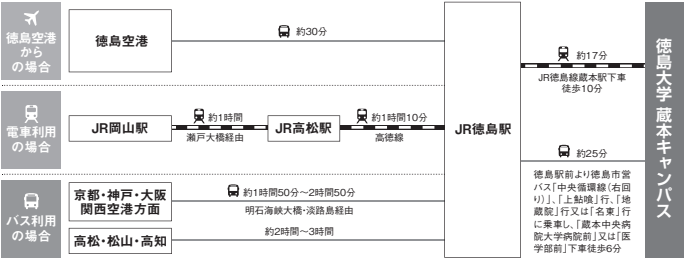 徳島空港
から
の場合
徳島空港
約30分
電車利用
の場合
JR岡山駅
約1時間
瀬戸大橋経由
JR高松駅
約1時間10分
高徳線
バス利用
の場合
京都・神戸・大阪
関西空港方面
約1時間50分〜2時間50分
明石海峡大橋・淡路島経由
高松・松山・高知
約2時間〜3時間
JR徳島駅
約17分
JR徳島線蔵本駅下車
徒歩10分
約25分
徳島駅前より徳島市営
バス「中央循環線(右回
り)」、「上鮎喰」行、「地
蔵院」行又は「名東」行
に乗車し、「蔵本中央病
院大学病院前」又は「医
学部前」下車徒歩6分
徳島大学 蔵本キャンパス